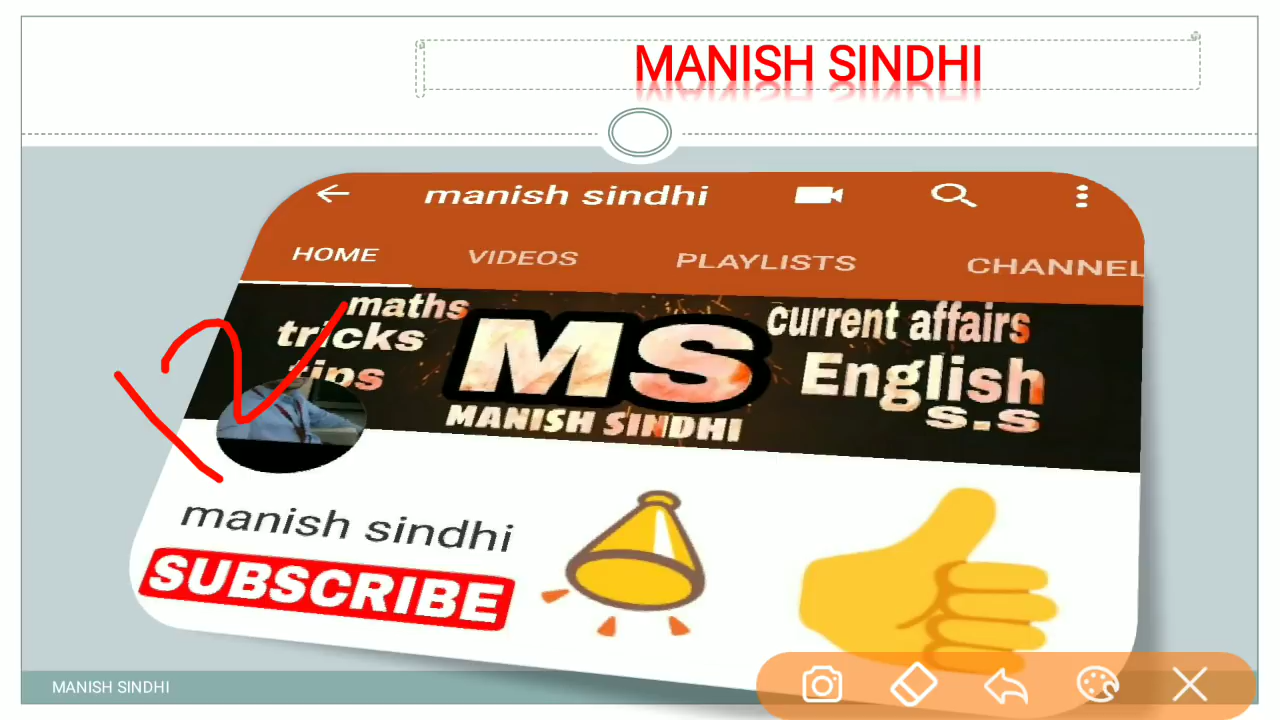 MANISH SINDHI
manish sindhi
HOME VIDEOS PLAYLISTS CHANNEL
maths
tricks
tips
MS
MANISH SINDHI
current affairs
English
s.s
manish sindhi
SUBSCRIBE
MANISH SINDHI